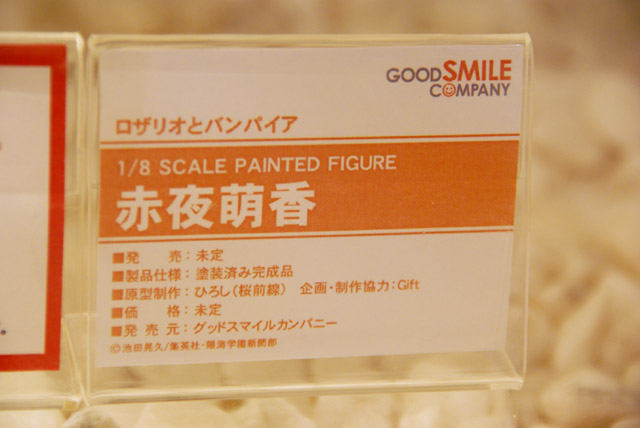 GOOD SMILE
COMPANY
ロザリオとバンパイア
1/8 SCALE PAINTED FIGURE
赤夜萌香
■発　売：未定
■製品仕様：塗装済み完成品
■原型制作：ひろし（桜前線）　企画・制作協力：Gift
■価　格：未定
■発売元：グッドスマイルカンパニー
©池田晃久/集英社・陽海学園新聞部